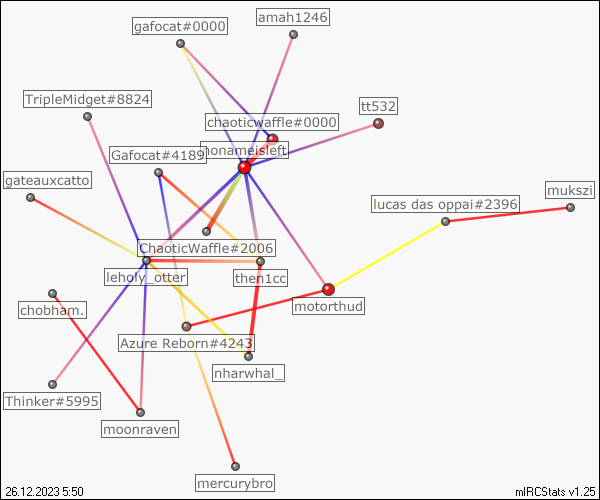 amah1246
gafocat#0000
TripleMidget#8824
tt532
chaoticwaffle#0000
nonameisleft
Gafocat#4189
gateauxcatto
mukszi
lucas das oppai#2396
ChaoticWaffle#2006
leholy_otter
then1cc
motorthud
chobham.
Azure Reborn#4243
nharwhal_
Thinker#5995
moonraven
mercurybro
26.12.2023 5:50
mIRCStats v1.25